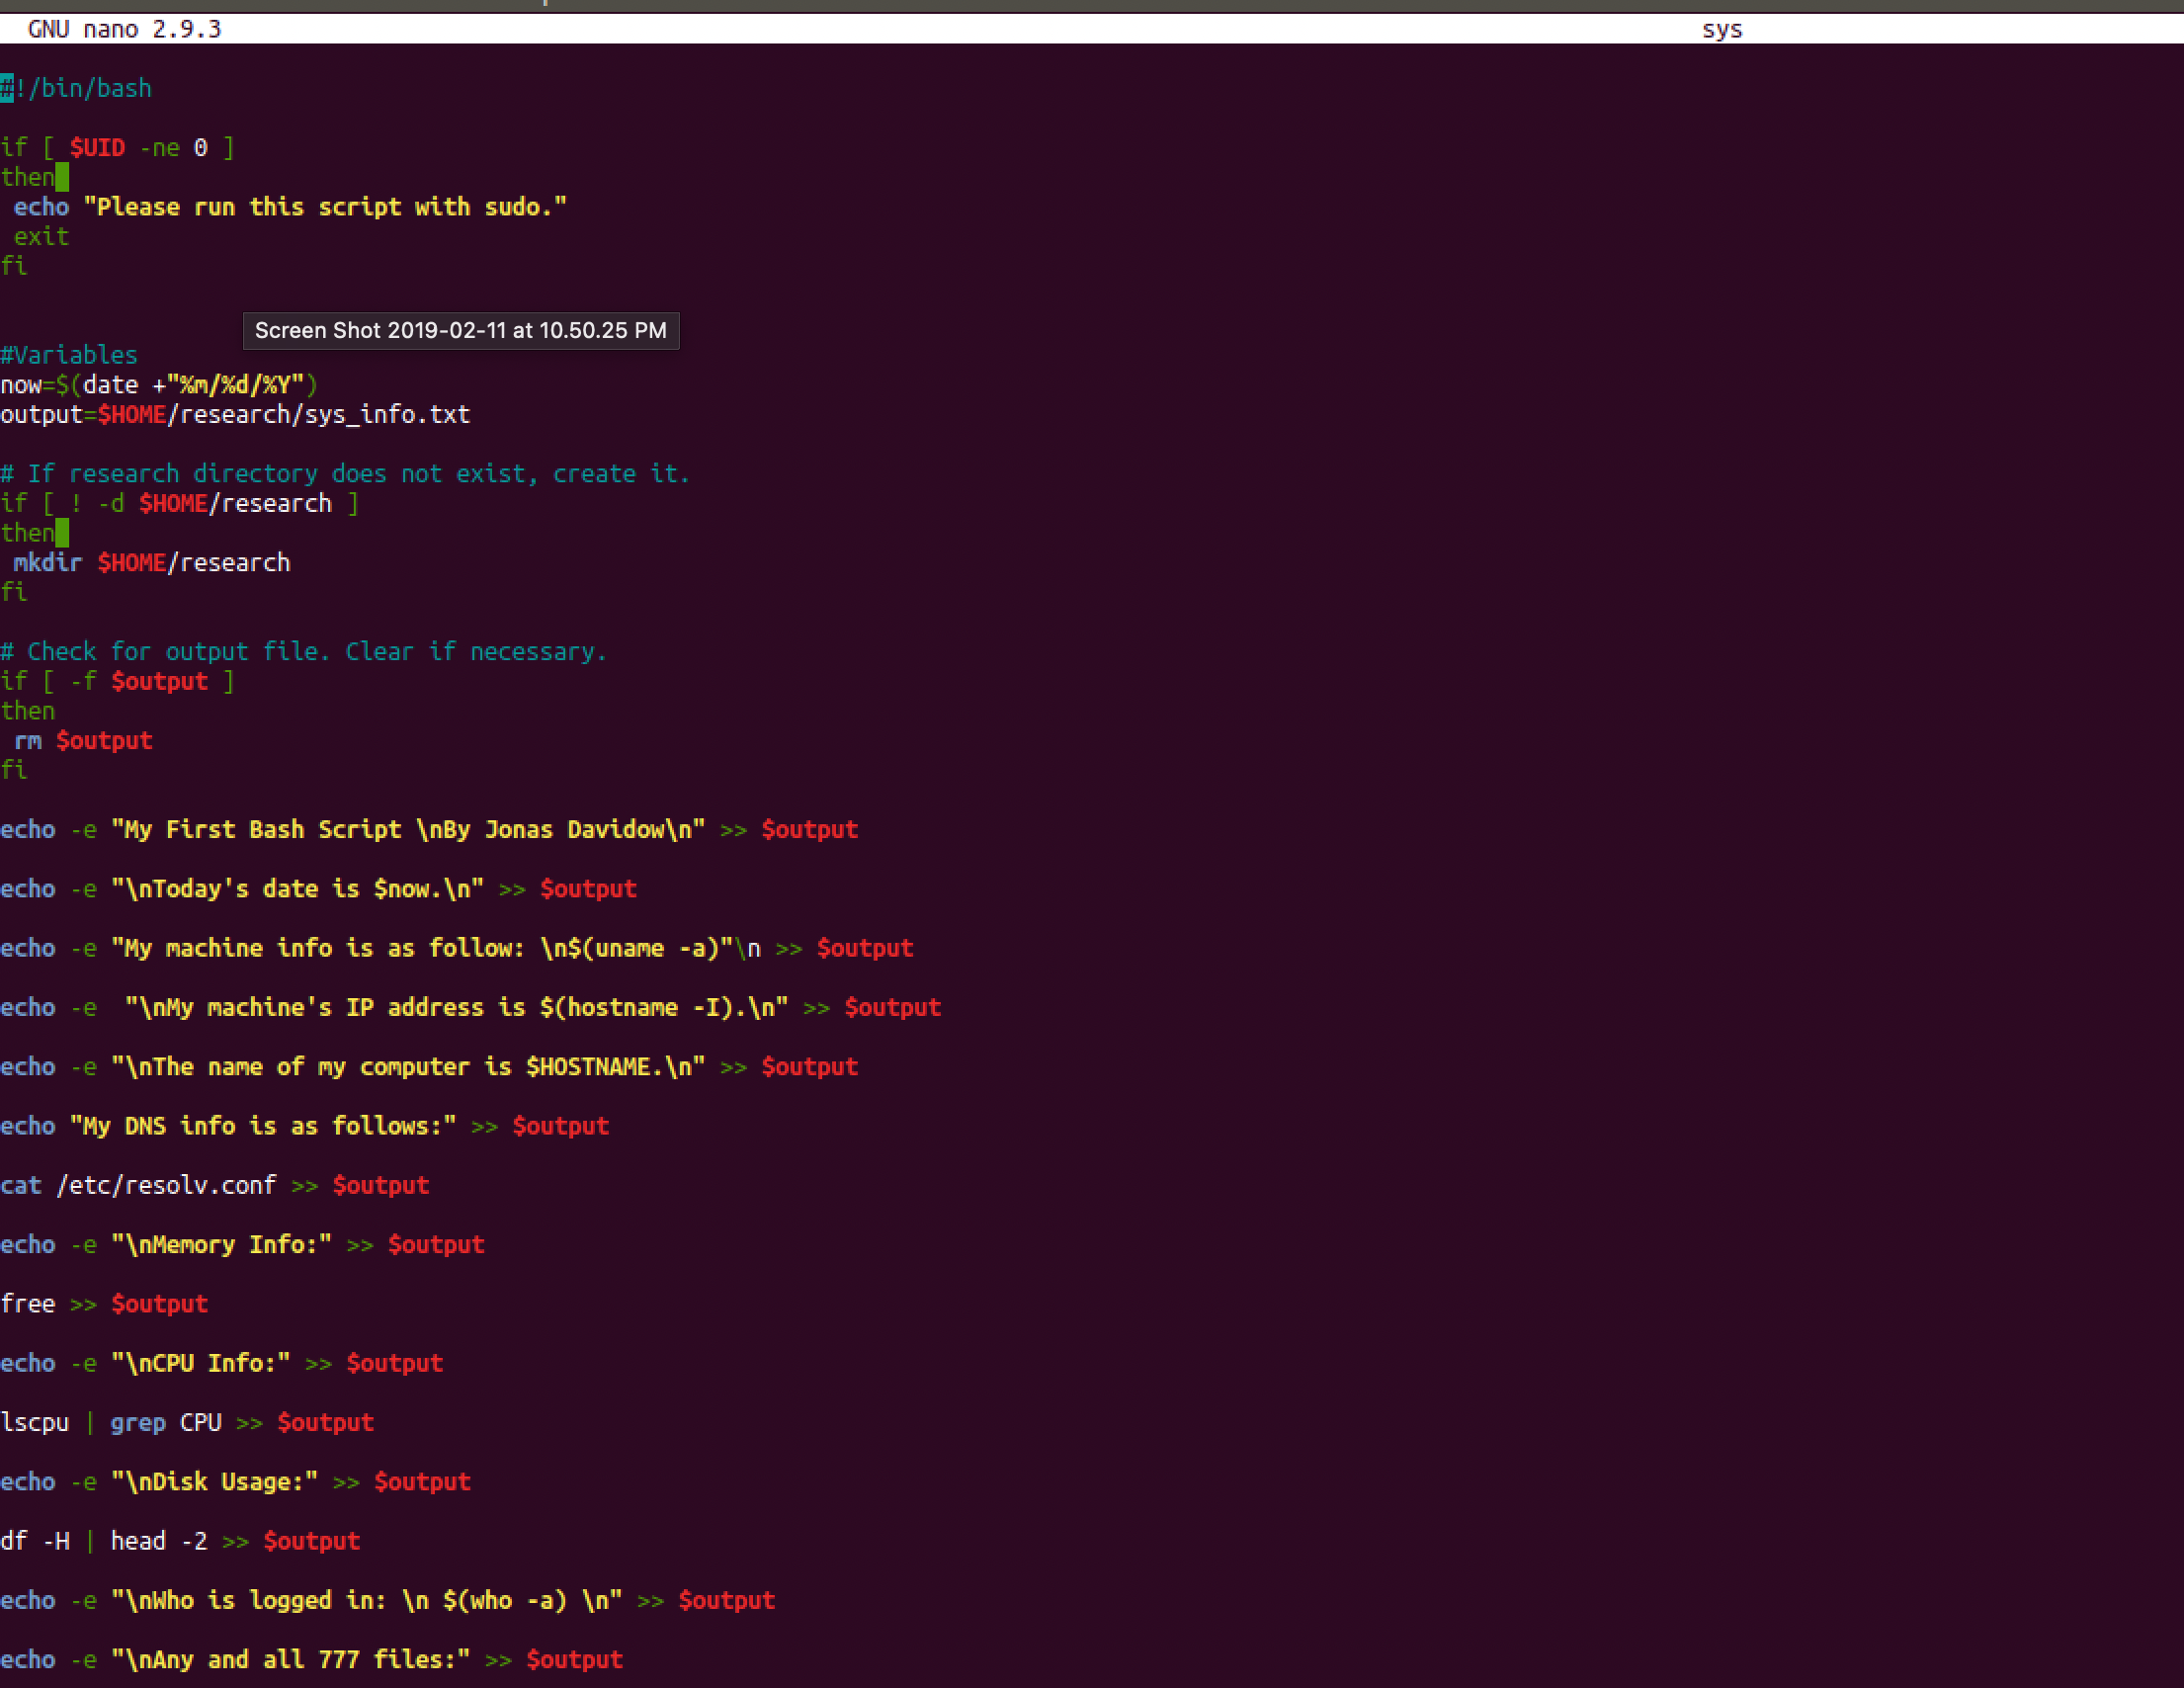 GNU nano 2.9.3 sys
#!/bin/bash
if [ $UID -ne 0 ]
then
 echo "Please run this script with sudo."
 exit
fi
Screen Shot 2019-02-11 at 10.50.25 PM
#Variables
now=$(date +"%m/%d/%Y")
output=$HOME/research/sys_info.txt
# If research directory does not exist, create it.
if [ ! -d $HOME/research ]
then
 mkdir $HOME/research
fi
# Check for output file. Clear if necessary.
if [ -f $output ]
then
 rm $output
fi
echo -e "My First Bash Script \nBy Jonas Davidow\n" >> $output
echo -e "\nToday's date is $now.\n" >> $output
echo -e "My machine info is as follow: \n$(uname -a)"\n >> $output
echo -e  "\nMy machine's IP address is $(hostname -I).\n" >> $output
echo -e "\nThe name of my computer is $HOSTNAME.\n" >> $output
echo "My DNS info is as follows:" >> $output
cat /etc/resolv.conf >> $output
echo -e "\nMemory Info:" >> $output
free >> $output
echo -e "\nCPU Info:" >> $output
lscpu | grep CPU >> $output
echo -e "\nDisk Usage:" >> $output
df -H | head -2 >> $output
echo -e "\nWho is logged in: \n $(who -a) \n" >> $output
echo -e "\nAny and all 777 files:" >> $output